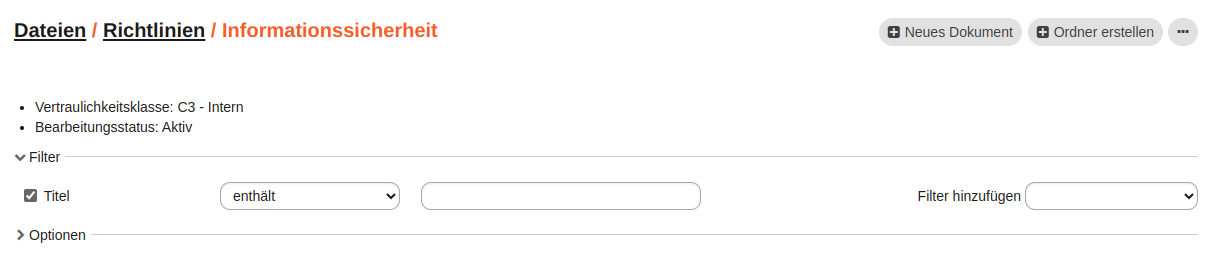 Dateien / Richtlinien / Informationssicherheit
Neues Dokument Ordner erstellen ...
Vertraulichkeitsklasse: C3 - Intern
Bearbeitungsstatus: Aktiv
Filter
Titel enthält Filter hinzufügen
Optionen